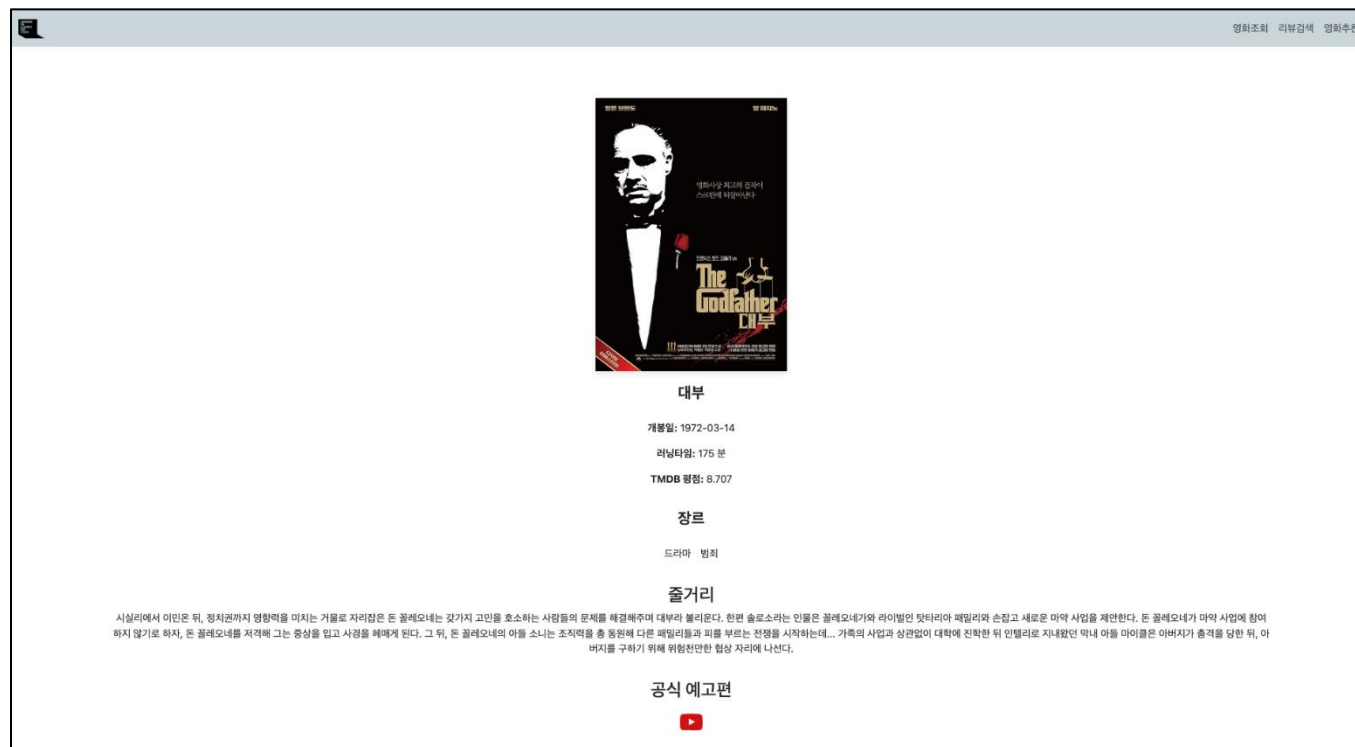 영화조회 리뷰검색 영화추천
말론 브란도 알 파치노
영화사상 최고의 걸작이
스크린에 되살아난다
The
Godfather
대부
대부
개봉일: 1972-03-14
러닝타임: 175 분
TMDB 평점: 8.707
장르
드라마 범죄
줄거리
시실리에서 이민온 뒤, 정치권까지 영향력을 미치는 거물로 자리잡은 돈 꼴레오네는 갖가지 고민을 호소하는 사람들의 문제를 해결해주며 대부라 불리운다. 한편 솔로소라는 인물은 꼴레오네가와 라이벌인 탓타리아 패밀리와 손잡고 새로운 마약 사업을 제안한다. 돈 꼴레오네가 마약 사업에 참여
하지 않기로 하자, 돈 꼴레오네를 저격해 그는 중상을 입고 사경을 헤매게 된다. 그 뒤, 돈 꼴레오네의 아들 소니는 조직력을 총 동원해 다른 패밀리들과 피를 부르는 전쟁을 시작하는데... 가족의 사업과 상관없이 대학에 진학한 뒤 인텔리로 지내왔던 막내 아들 마이클은 아버지가 총격을 당한 뒤, 아
버지를 구하기 위해 위험천만한 협상 자리에 나선다.
공식 예고편